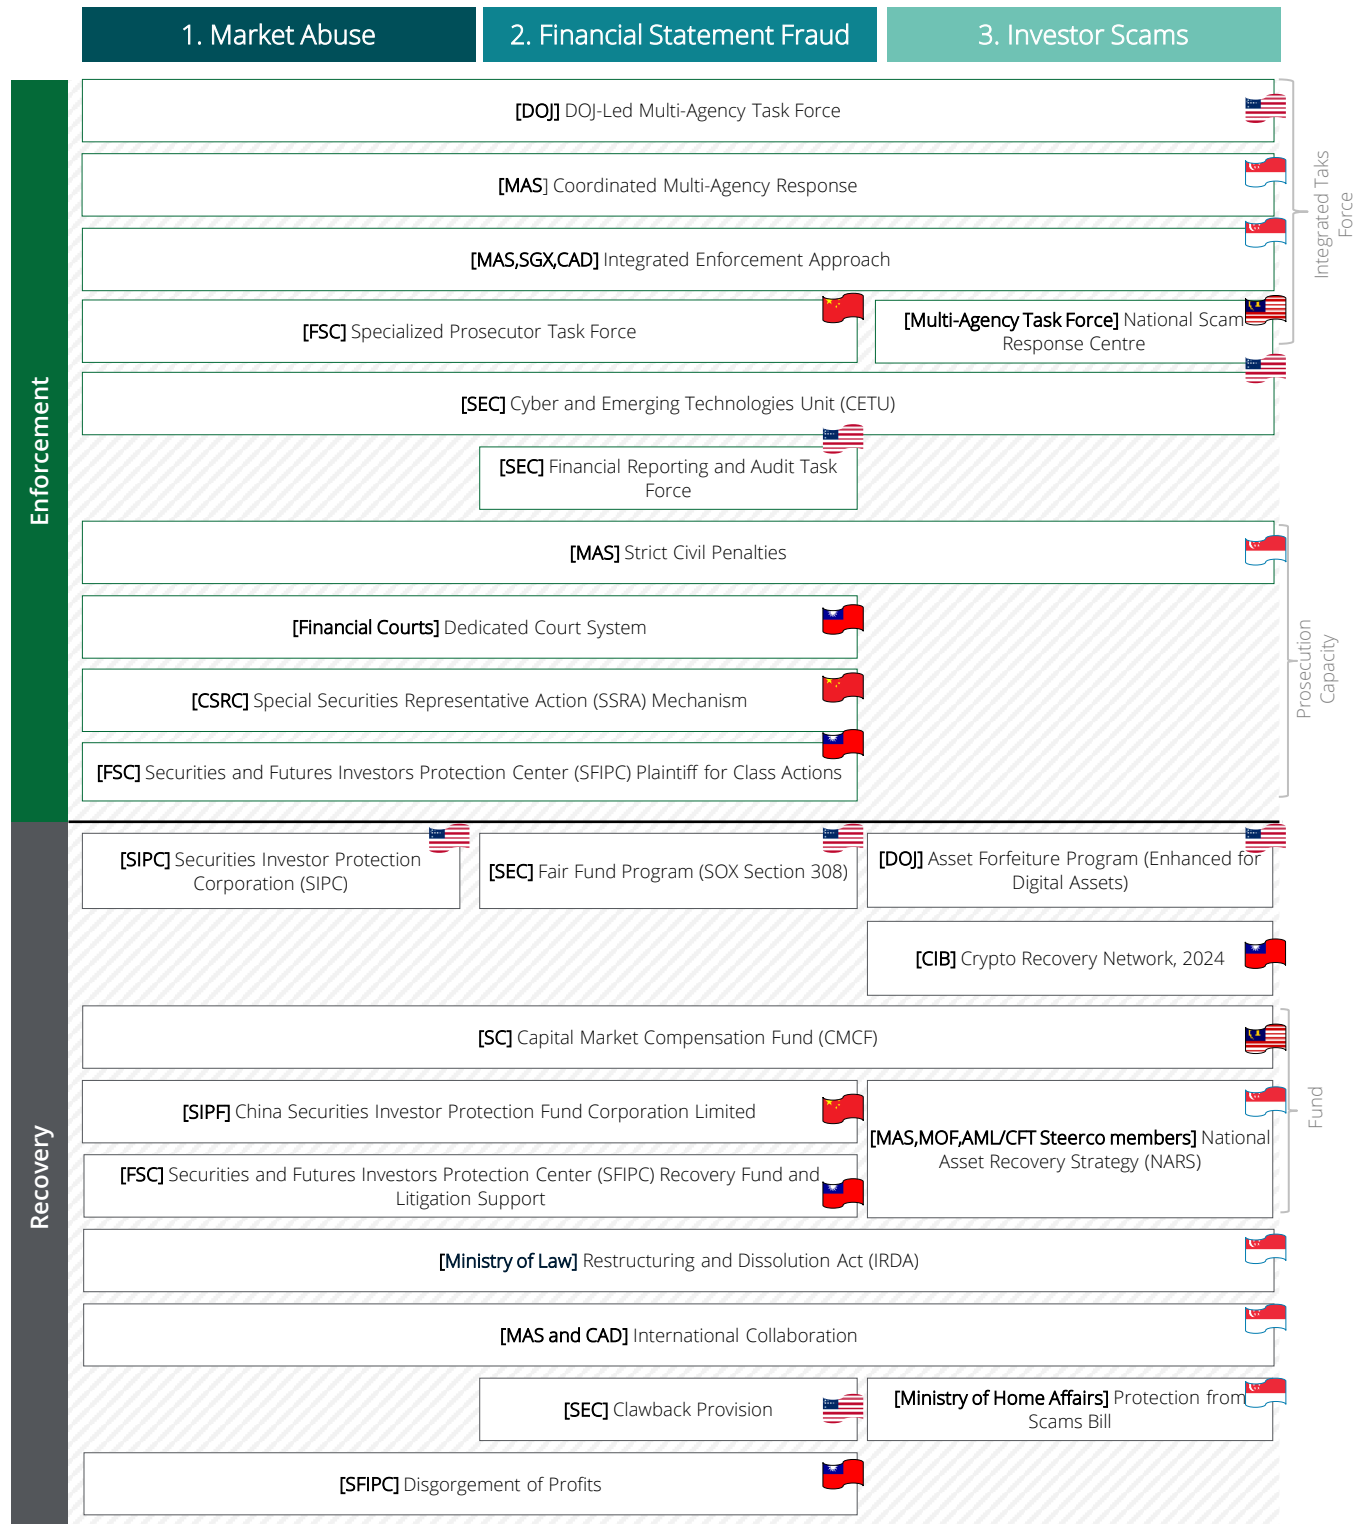 1. Market Abuse
2. Financial Statement Fraud
3. Investor Scams
Enforcement
[DOJ] DOJ-Led Multi-Agency Task Force
[MAS] Coordinated Multi-Agency Response
[MAS,SGX,CAD] Integrated Enforcement Approach
[FSC] Specialized Prosecutor Task Force
[Multi-Agency Task Force] National Scam
Response Centre
Integrated Taks
Force
[SEC] Cyber and Emerging Technologies Unit (CETU)
[SEC] Financial Reporting and Audit Task
Force
[MAS] Strict Civil Penalties
[Financial Courts] Dedicated Court System
[CSRC] Special Securities Representative Action (SSRA) Mechanism
[FSC] Securities and Futures Investors Protection Center (SFIPC) Plaintiff for Class Actions
Prosecution
Capacity
Recovery
[SIPC] Securities Investor Protection
Corporation (SIPC)
[SEC] Fair Fund Program (SOX Section 308)
[DOJ] Asset Forfeiture Program (Enhanced for
Digital Assets)
[CIB] Crypto Recovery Network, 2024
[SC] Capital Market Compensation Fund (CMCF)
[SIPF] China Securities Investor Protection Fund Corporation Limited
[MAS,MOF,AML/CFT Steerco members] National
Asset Recovery Strategy (NARS)
[FSC] Securities and Futures Investors Protection Center (SFIPC) Recovery Fund and
Litigation Support
Fund
[Ministry of Law] Restructuring and Dissolution Act (IRDA)
[MAS and CAD] International Collaboration
[SEC] Clawback Provision
[Ministry of Home Affairs] Protection from
Scams Bill
[SFIPC] Disgorgement of Profits